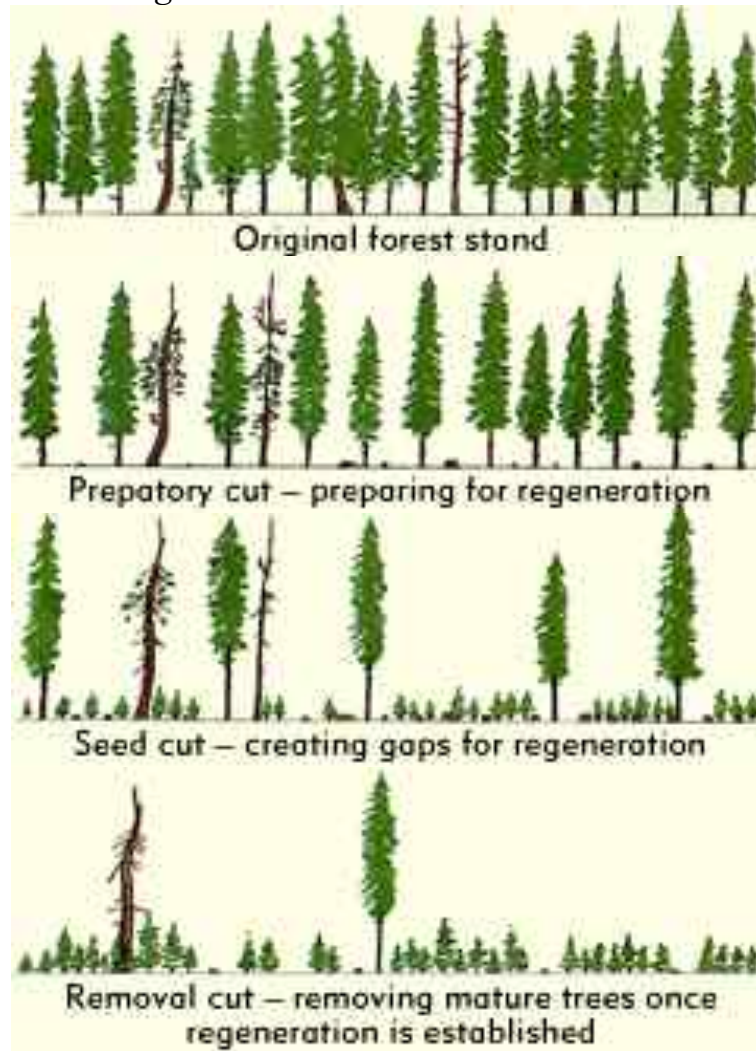 Original forest stand
Prepatory cut – preparing for regeneration
Seed cut – creating gaps for regeneration
Removal cut – removing mature trees once
regeneration is established